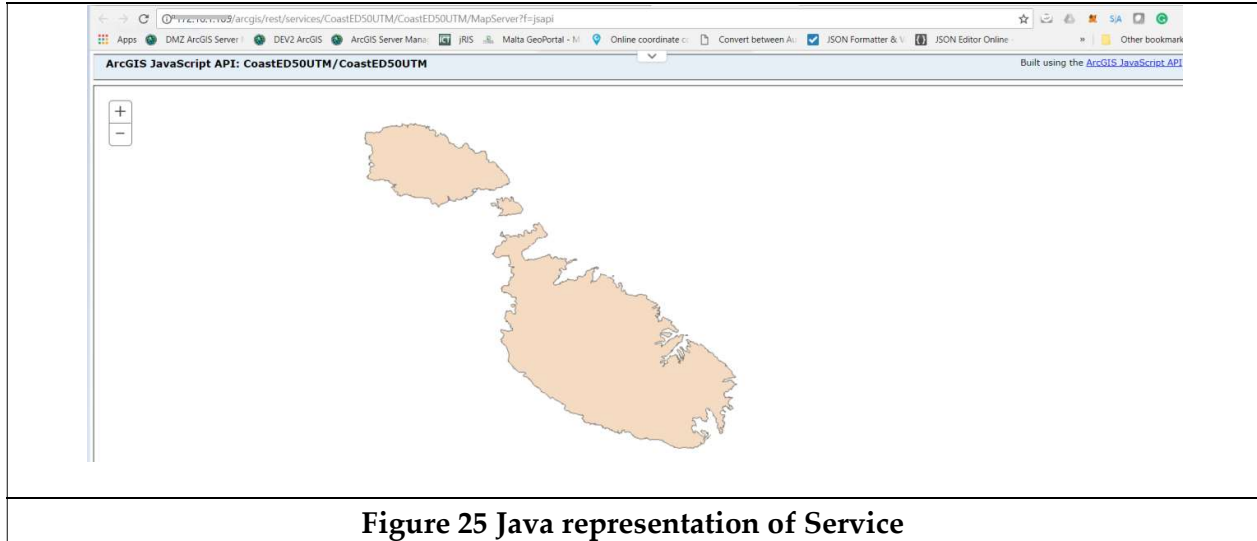 /arcgis/rest/services/CoastED50UTM/CoastED50UTM/MapServer?f=jsapi
Apps DMZ ArcGIS Server DEV2 ArcGIS ArcGIS Server Mana jRIS Malta GeoPortal - M Online coordinate c Convert between Au JSON Formatter & V JSON Editor Online » Other bookmark
ArcGIS JavaScript API: CoastED50UTM/CoastED50UTM Built using the ArcGIS JavaScript API
+
−
Figure 25 Java representation of Service